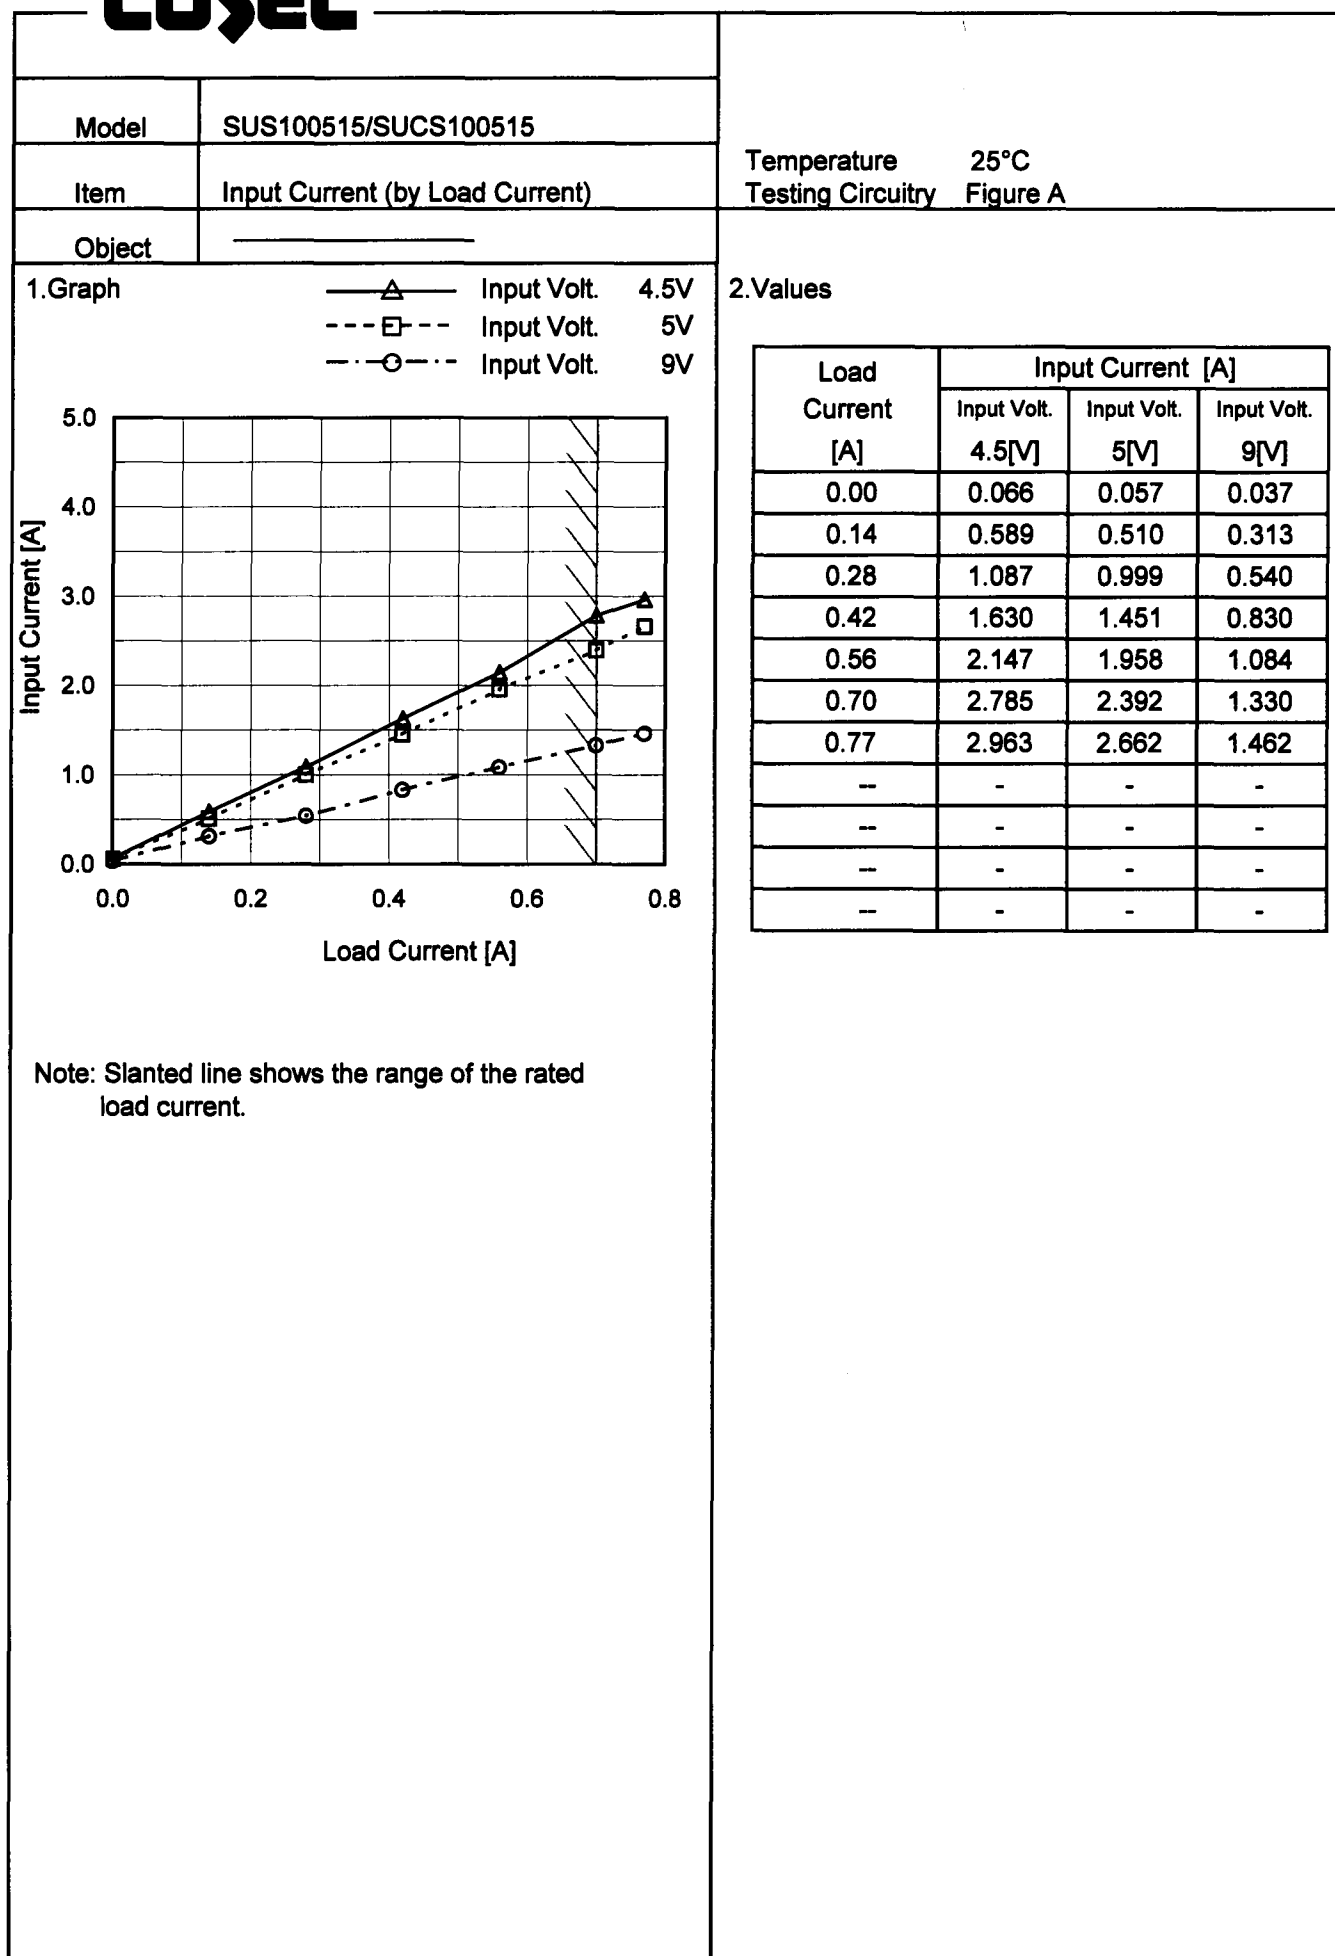 COSEL
Model SUS100515/SUCS100515
Item Input Current (by Load Current)
Object
Temperature 25°C
Testing Circuitry Figure A
1.Graph
Input Volt. 4.5V
Input Volt. 5V
Input Volt. 9V
5.0
4.0
3.0
2.0
1.0
0.0
Input Current [A]
0.0 0.2 0.4 0.6 0.8
Load Current [A]
Note: Slanted line shows the range of the rated
load current.
2.Values
Load Current [A] Input Current [A]
Input Volt. Input Volt. Input Volt.
4.5[V] 5[V] 9[V]
0.00 0.066 0.057 0.037
0.14 0.589 0.510 0.313
0.28 1.087 0.999 0.540
0.42 1.630 1.451 0.830
0.56 2.147 1.958 1.084
0.70 2.785 2.392 1.330
0.77 2.963 2.662 1.462
-- - - -
-- - - -
-- - - -
-- - - -